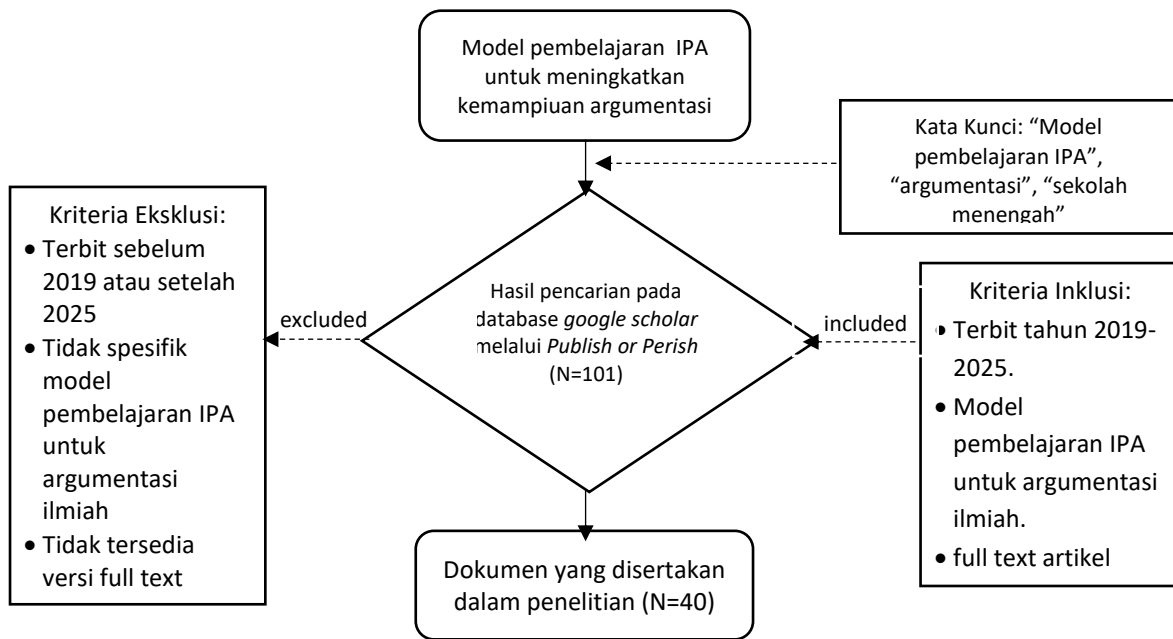 Model pembelajaran IPA
untuk meningkatkan
kemampiuan argumentasi
Kata Kunci: “Model
pembelajaran IPA”,
“argumentasi”, “sekolah
menengah”
Kriteria Eksklusi:
• Terbit sebelum
2019 atau setelah
2025
• Tidak spesifik
model
pembelajaran IPA
untuk
argumentasi
ilmiah
• Tidak tersedia
versi full text
excluded
Hasil pencarian pada
database google scholar
melalui Publish or Perish
(N=101)
included
Kriteria Inklusi:
• Terbit tahun 2019-
2025.
• Model
pembelajaran IPA
untuk argumentasi
ilmiah.
• full text artikel
Dokumen yang disertakan
dalam penelitian (N=40)